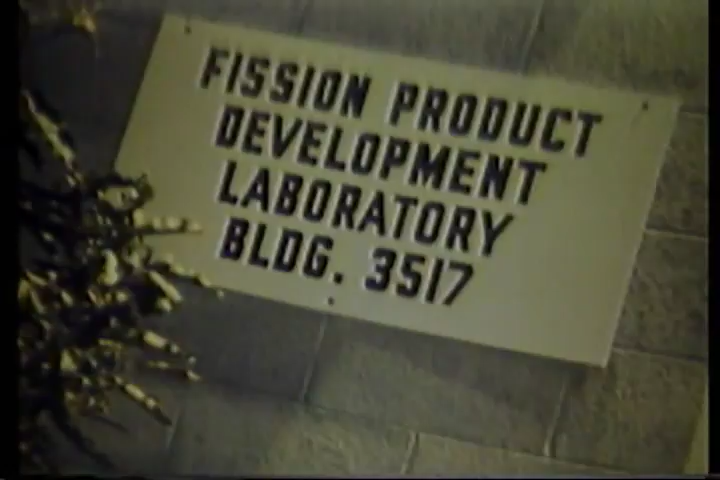 FISSION PRODUCT
DEVELOPMENT
LABORATORY
BLDG. 3517